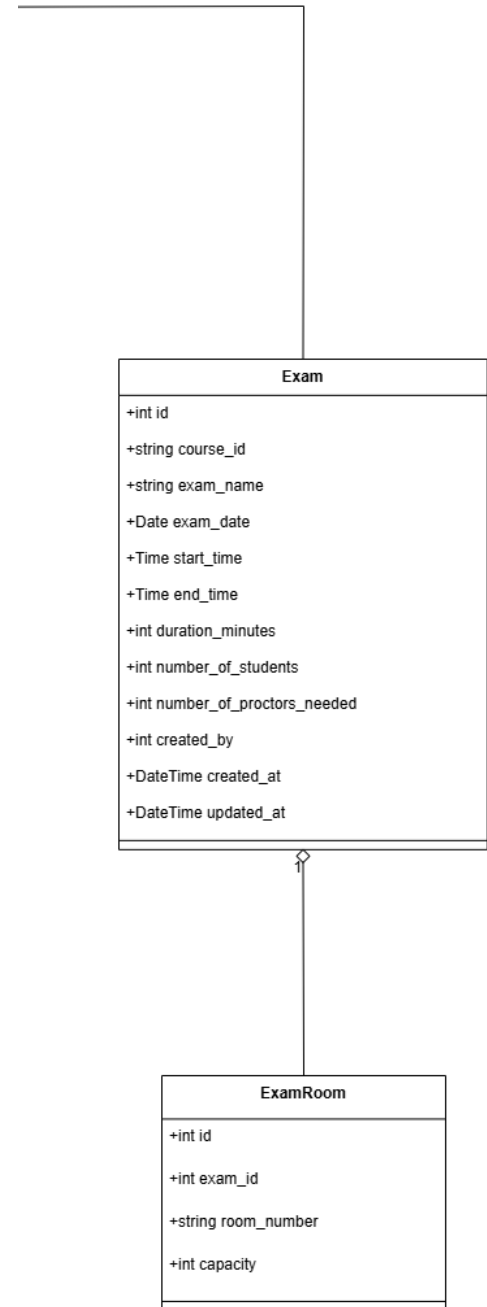 Exam
+int id
+string course_id
+string exam_name
+Date exam_date
+Time start_time
+Time end_time
+int duration_minutes
+int number_of_students
+int number_of_proctors_needed
+int created_by
+DateTime created_at
+DateTime updated_at
1
ExamRoom
+int id
+int exam_id
+string room_number
+int capacity